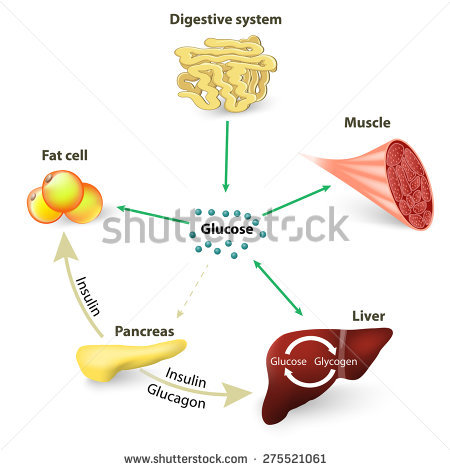 Digestive system
Muscle
Fat cell
Glucose
shutterstock
Insulin
Pancreas
Liver
Insulin
Glucagon
Glucose Glycogen
www.shutterstock.com · 275521061